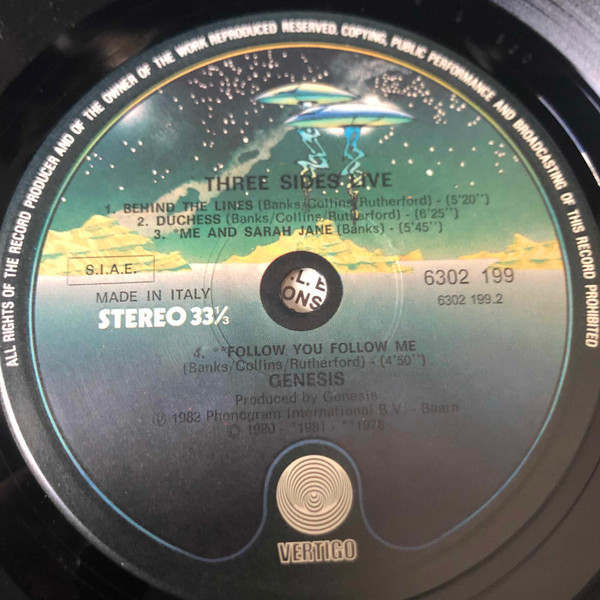 ALL RIGHTS OF THE RECORD PRODUCER AND OF THE OWNER OF THE WORK REPRODUCED RESERVED. COPYING, PUBLIC PERFORMANCE AND BROADCASTING OF THIS RECORD PROHIBITED
THREE SIDES LIVE
1. BEHIND THE LINES (Banks/Collins/Rutherford) - (5'20'')
2. DUCHESS (Banks/Collins/Rutherford) - (6'25'')
3. °ME AND SARAH JANE (Banks) - (5'45'')
S.I.A.E.
6302 199
MADE IN ITALY
6302 199.2
STEREO 33⅓
.L. E
ONS
4. °°FOLLOW YOU FOLLOW ME
(Banks/Collins/Rutherford) - (4'50'')
GENESIS
Produced by Genesis
℗ 1982 Phonogram International B.V. - Baarn
© 1980 - °1981 - °°1978
VERTIGO